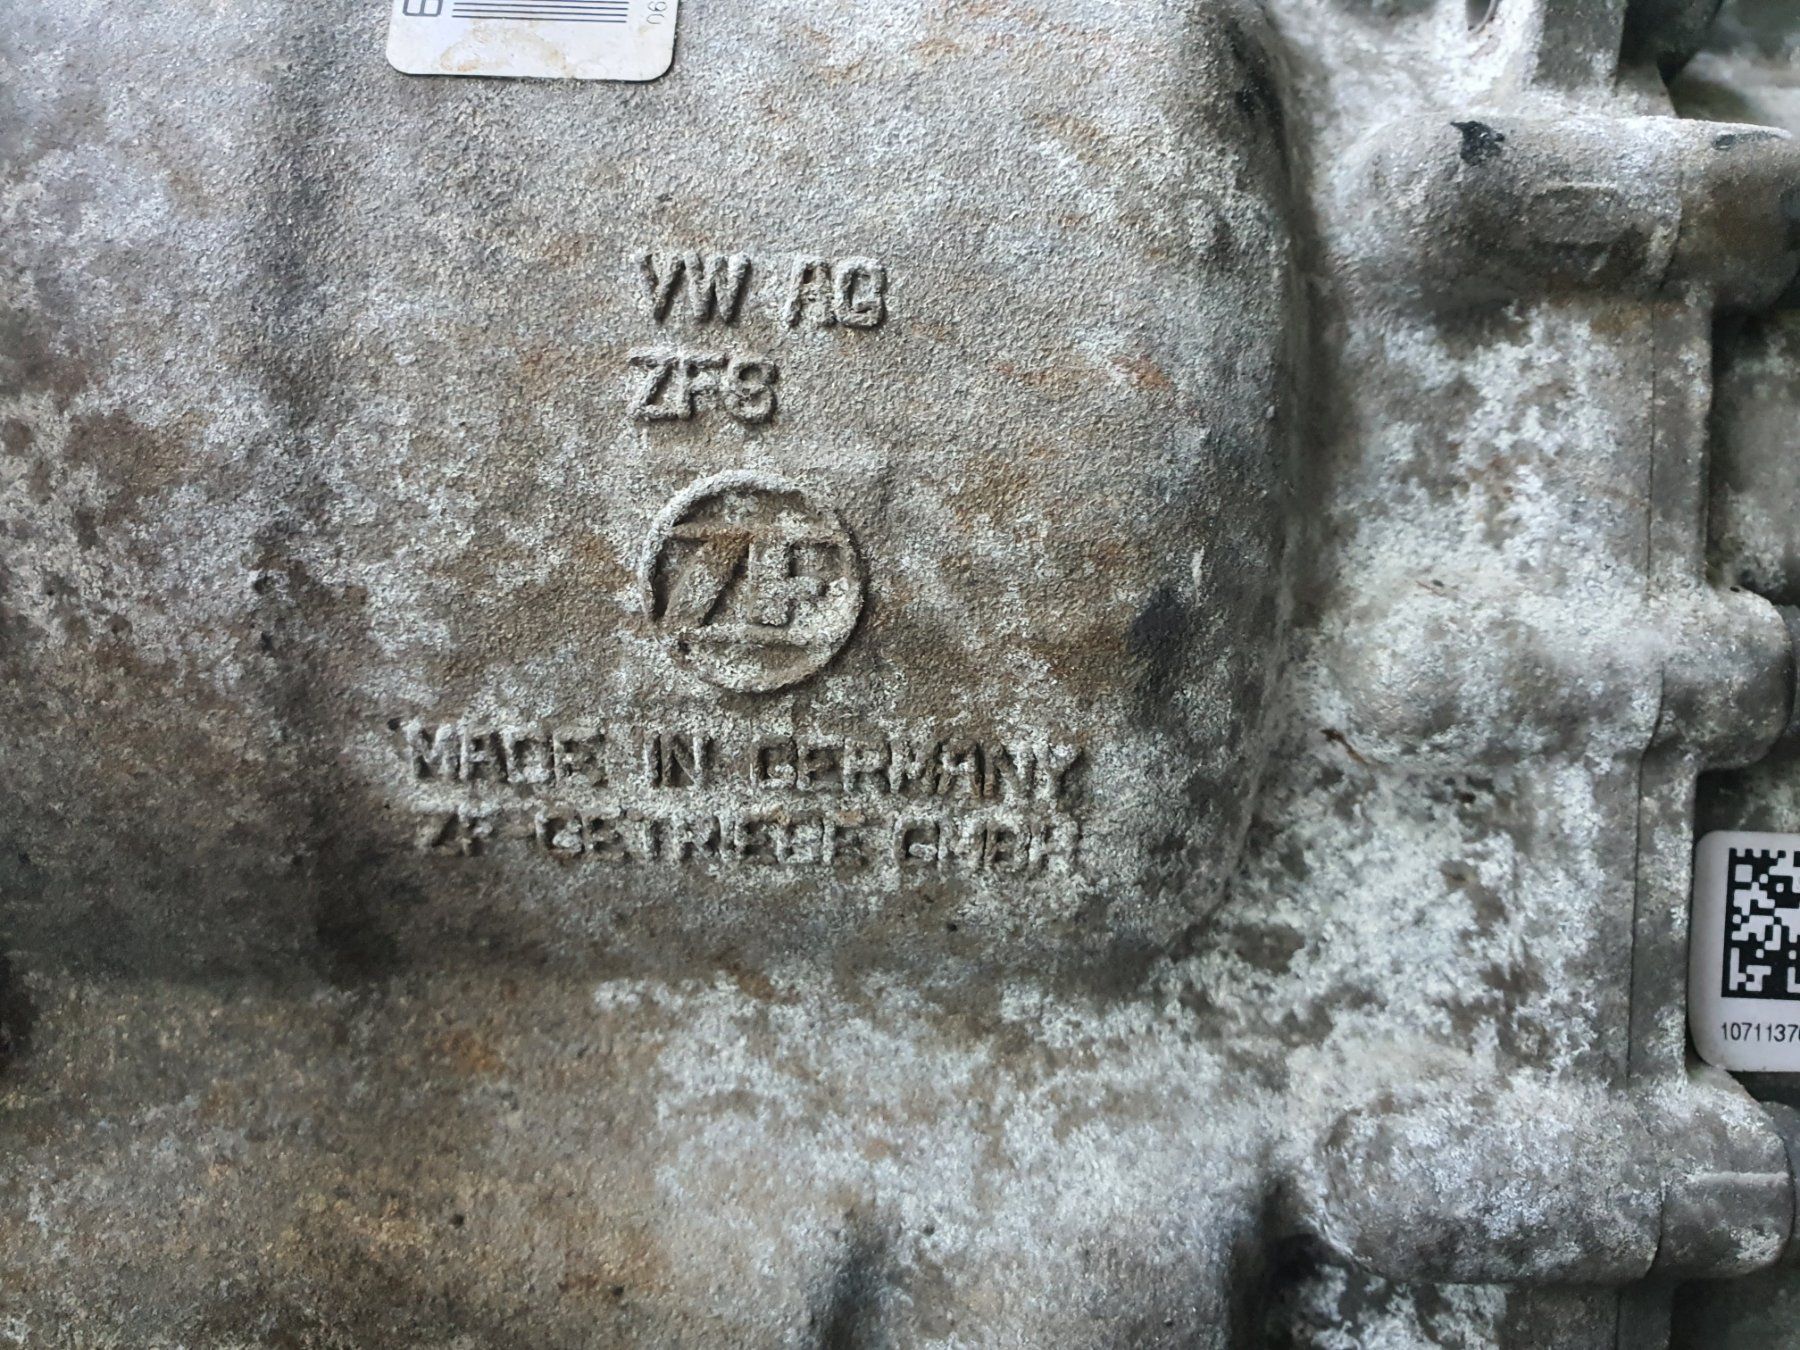 VW AG
ZF8
ZF
MADE IN GERMANY
ZF GETRIEBE GMBH